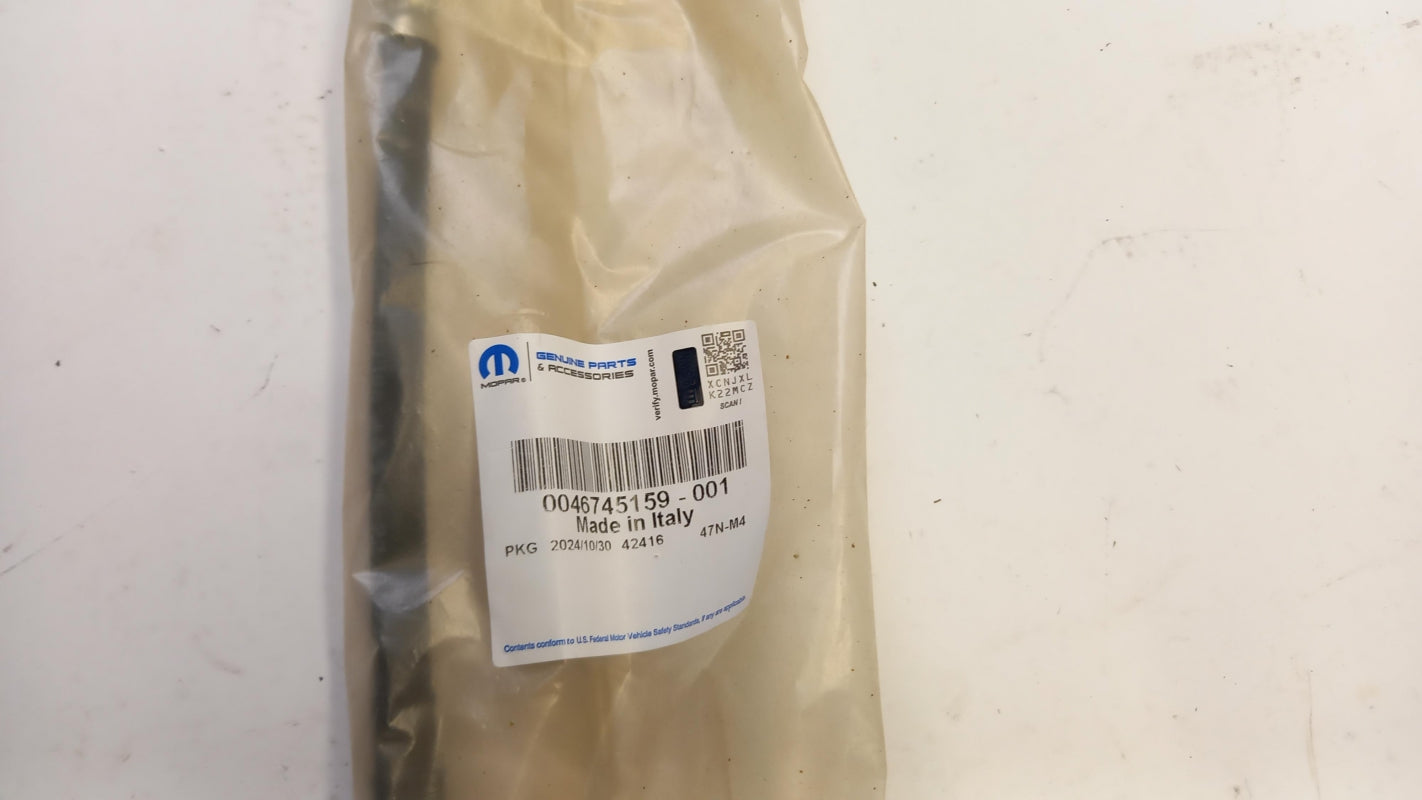 MOPAR®
GENUINE PARTS
& ACCESSORIES
verify.mopar.com
XCNJXL
K22MCZ
SCAN!
0046745159 - 001
Made in Italy
PKG 2024/10/30 42416 47N-M4
Contents conform to U.S. Federal Motor Vehicle Safety Standards, if any are applicable